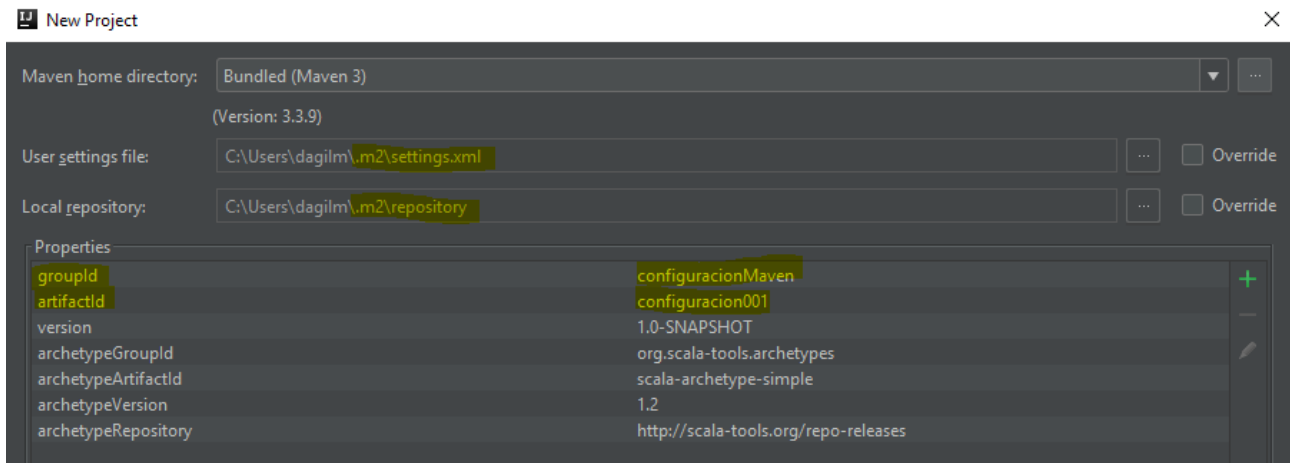 New Project
Maven home directory: Bundled (Maven 3)
(Version: 3.3.9)
User settings file: C:\Users\dagilm\.m2\settings.xml ... Override
Local repository: C:\Users\dagilm\.m2\repository ... Override
Properties
groupId configuracionMaven
artifactId configuracion001
version 1.0-SNAPSHOT
archetypeGroupId org.scala-tools.archetypes
archetypeArtifactId scala-archetype-simple
archetypeVersion 1.2
archetypeRepository http://scala-tools.org/repo-releases